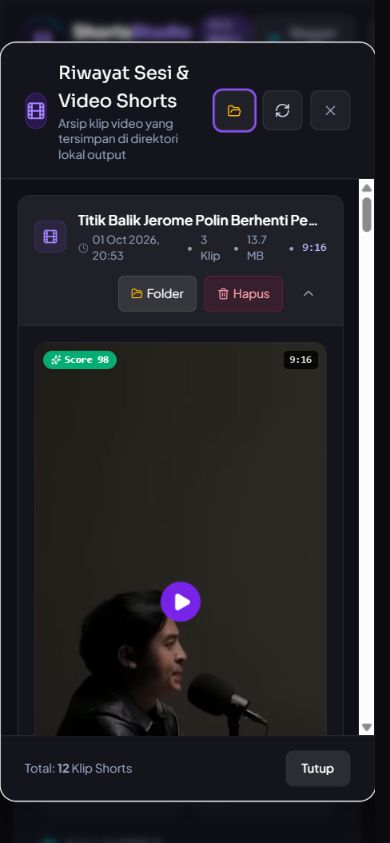 ShortsStudio
Riwayat Sesi &
Video Shorts
Arsip klip video yang
tersimpan di direktori
lokal output
Titik Balik Jerome Polin Berhenti Pe...
01 Oct 2026,
20:53
•
3
Klip
•
13.7
MB
•
9:16
Folder
Hapus
Score 98
9:16
Total: 12 Klip Shorts
Tutup